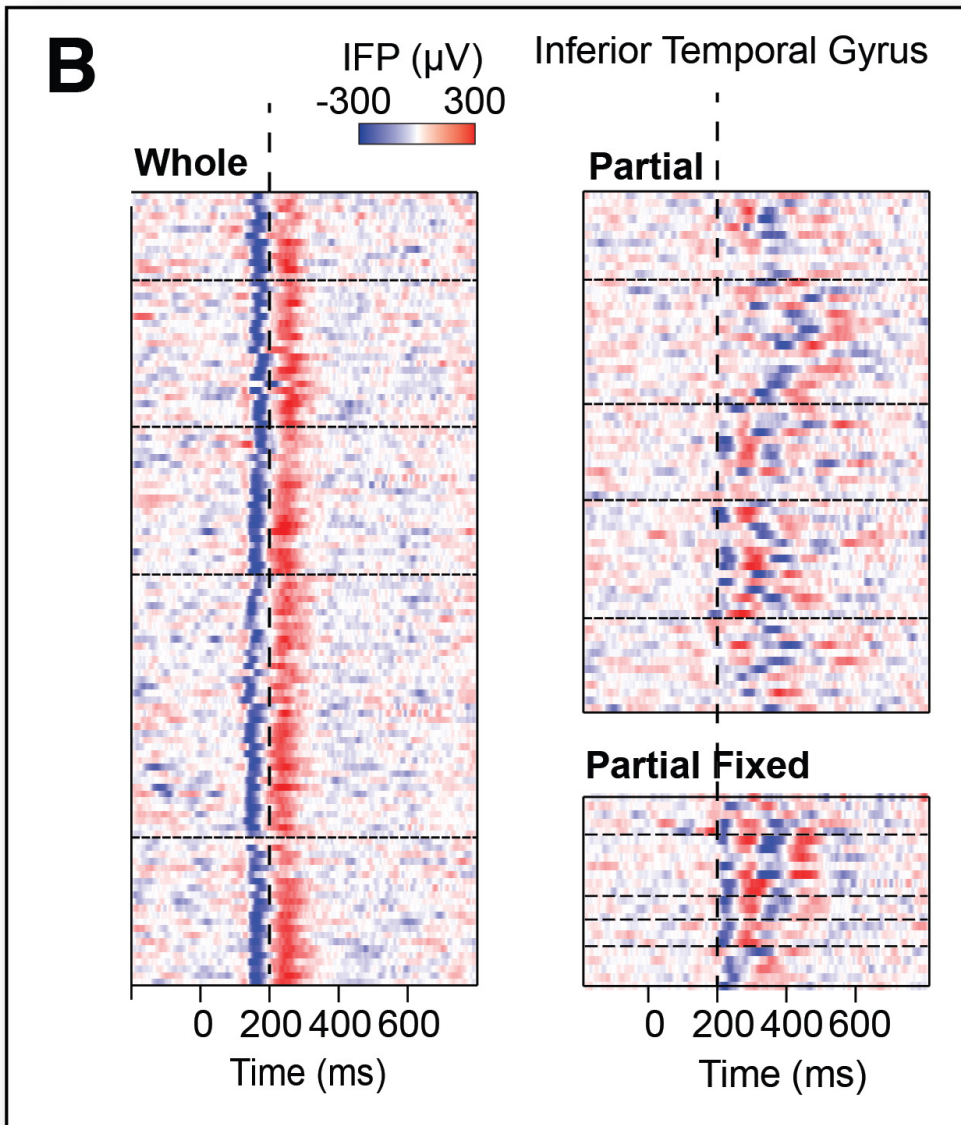 B
IFP (µV)
-300 300
Inferior Temporal Gyrus
Whole
Partial
Partial Fixed
0 200 400 600
Time (ms)
0 200 400 600
Time (ms)